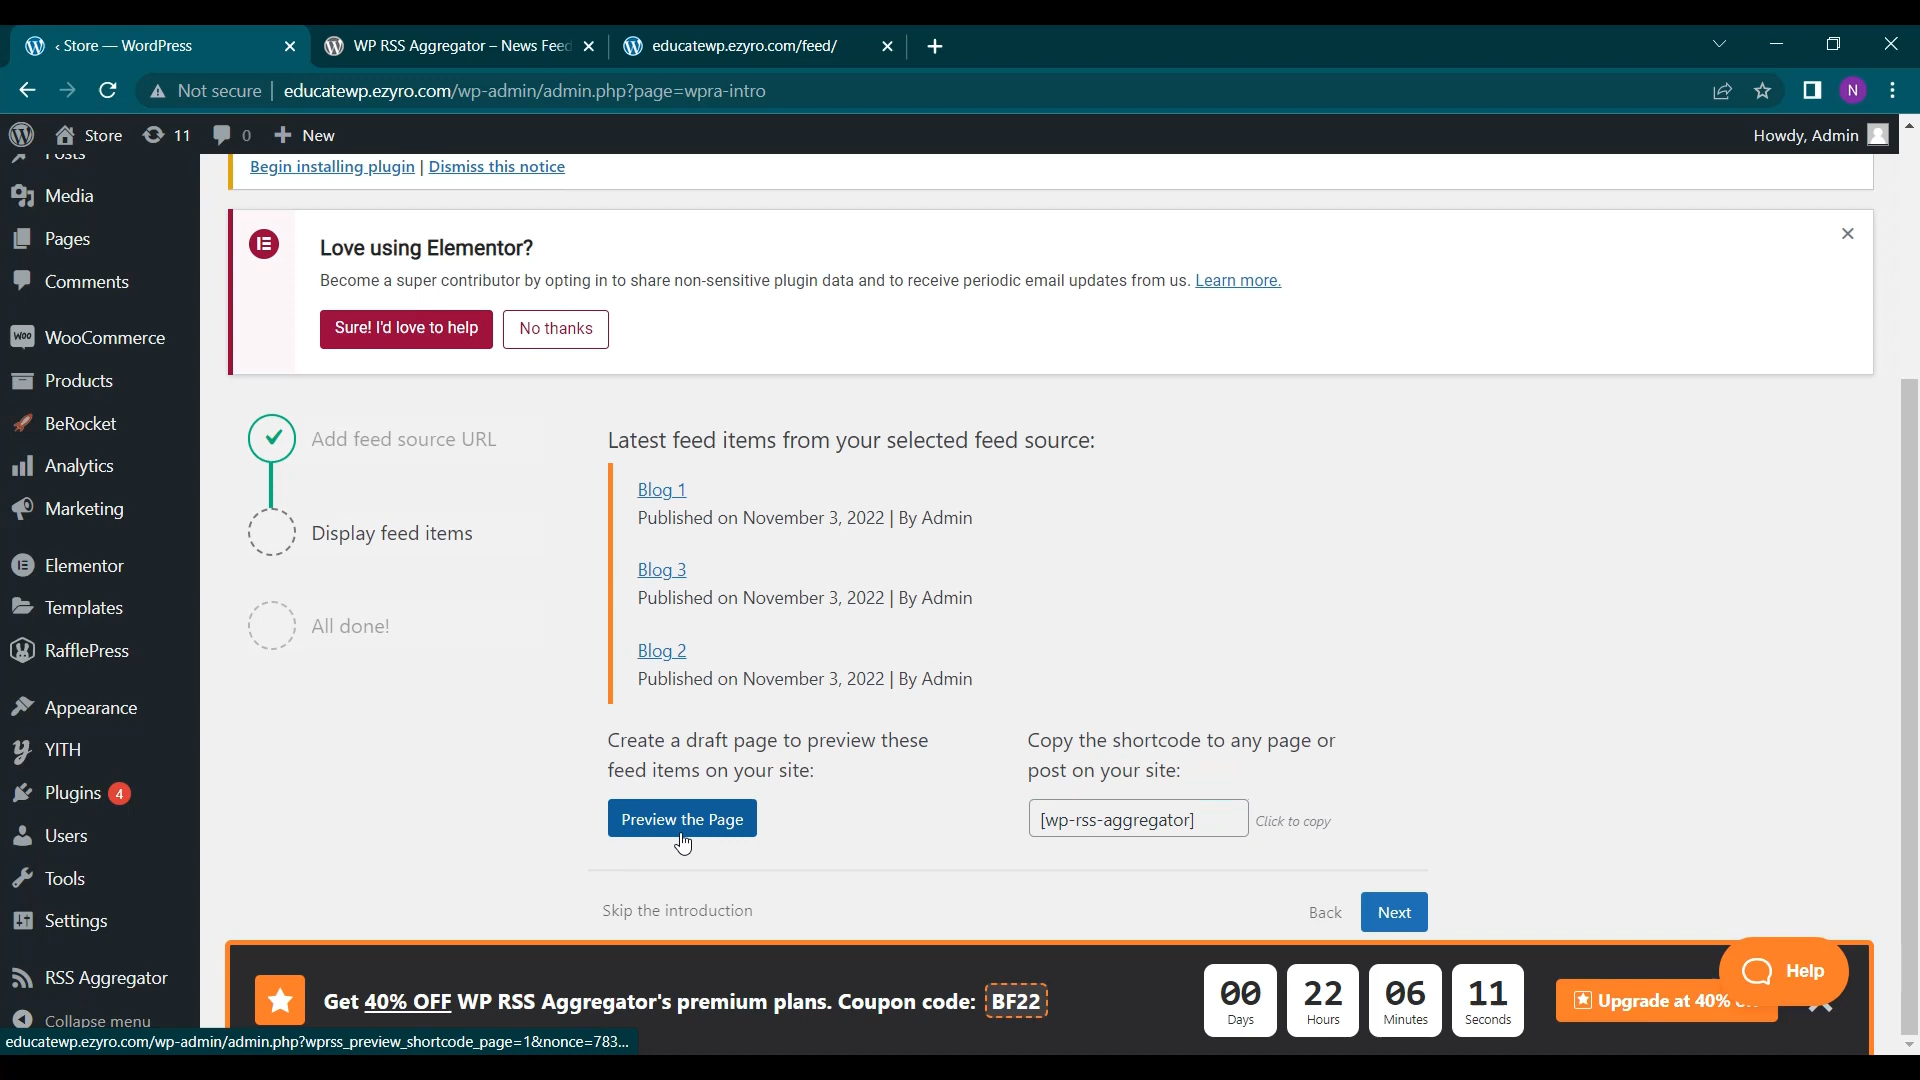 ‹ Store — WordPress
WP RSS Aggregator – News Feed
educatewp.ezyro.com/feed/
Not secure
educatewp.ezyro.com/wp-admin/admin.php?page=wpra-intro
N
Store
11
0
New
Howdy, Admin
Posts
Media
Pages
Comments
WooCommerce
Products
BeRocket
Analytics
Marketing
Elementor
Templates
RafflePress
Appearance
YITH
Plugins 4
Users
Tools
Settings
RSS Aggregator
Collapse menu
Begin installing plugin | Dismiss this notice
Love using Elementor?
Become a super contributor by opting in to share non-sensitive plugin data and to receive periodic email updates from us. Learn more.
Sure! I'd love to help
No thanks
Add feed source URL
Display feed items
All done!
Latest feed items from your selected feed source:
Blog 1
Published on November 3, 2022 | By Admin
Blog 3
Published on November 3, 2022 | By Admin
Blog 2
Published on November 3, 2022 | By Admin
Create a draft page to preview these
feed items on your site:
Preview the Page
Copy the shortcode to any page or
post on your site:
[wp-rss-aggregator]
Click to copy
Skip the introduction
Back
Next
Get 40% OFF WP RSS Aggregator's premium plans. Coupon code: BF22
00
Days
22
Hours
06
Minutes
11
Seconds
Upgrade at 40%
Help
educatewp.ezyro.com/wp-admin/admin.php?wprss_preview_shortcode_page=1&nonce=783...